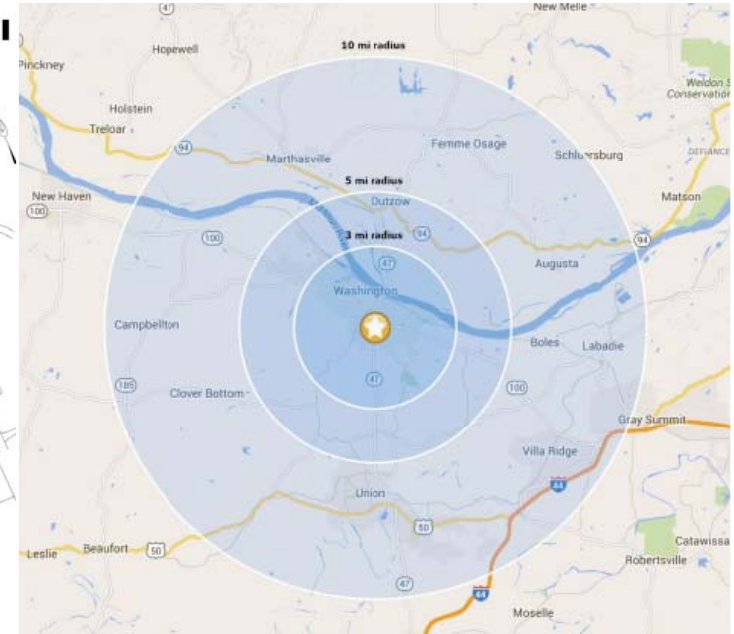 47
New Melle
10 mi radius
Hopewell
Pinckney
Weldon S
Conservation
Holstein
Treloar
94
Femme Osage
Marthasville
Schluersburg
DEFIANCE
5 mi radius
New Haven
Dutzow
Matson
100
100
3 mi radius
94
94
47
Augusta
Washington
Campbellton
Boles
Labadie
47
185
Clover Bottom
100
Gray Summit
Villa Ridge
44
Union
50
Leslie
Beaufort
50
Catawissa
Robertsville
47
44
Moselle